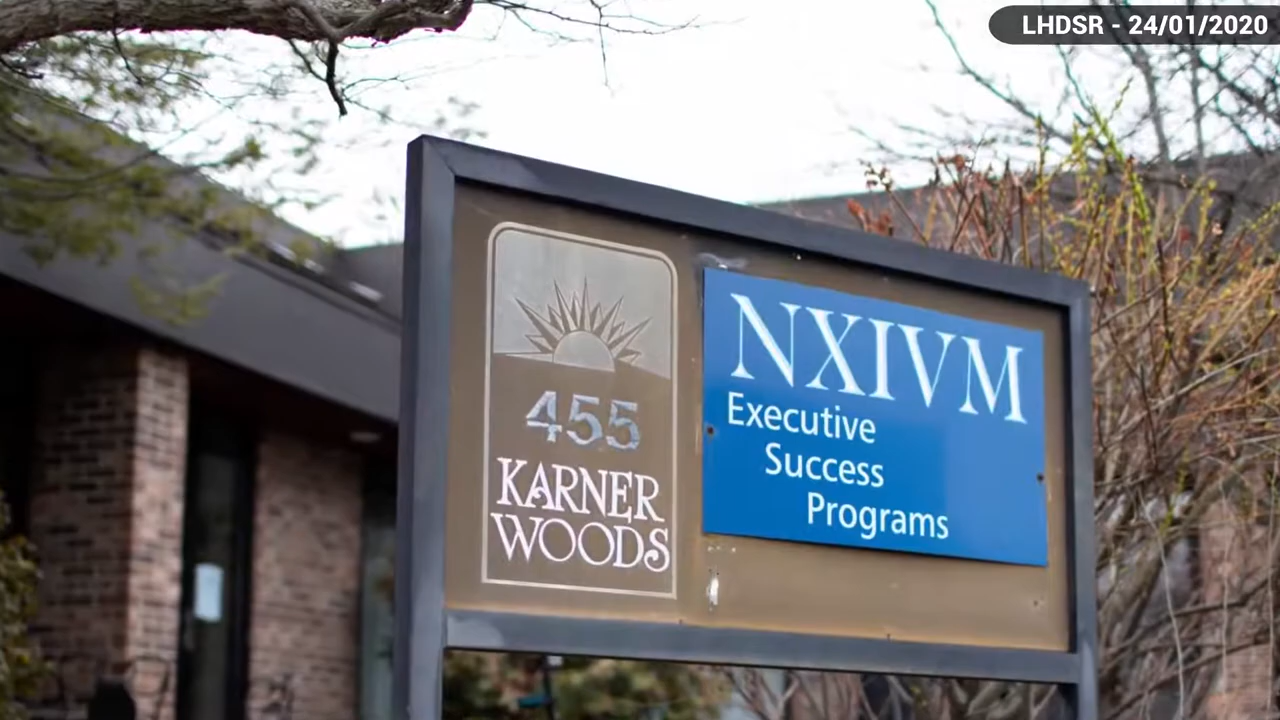 LHDSR - 24/01/2020
455
KARNER
WOODS
NXIVM
Executive
Success
Programs